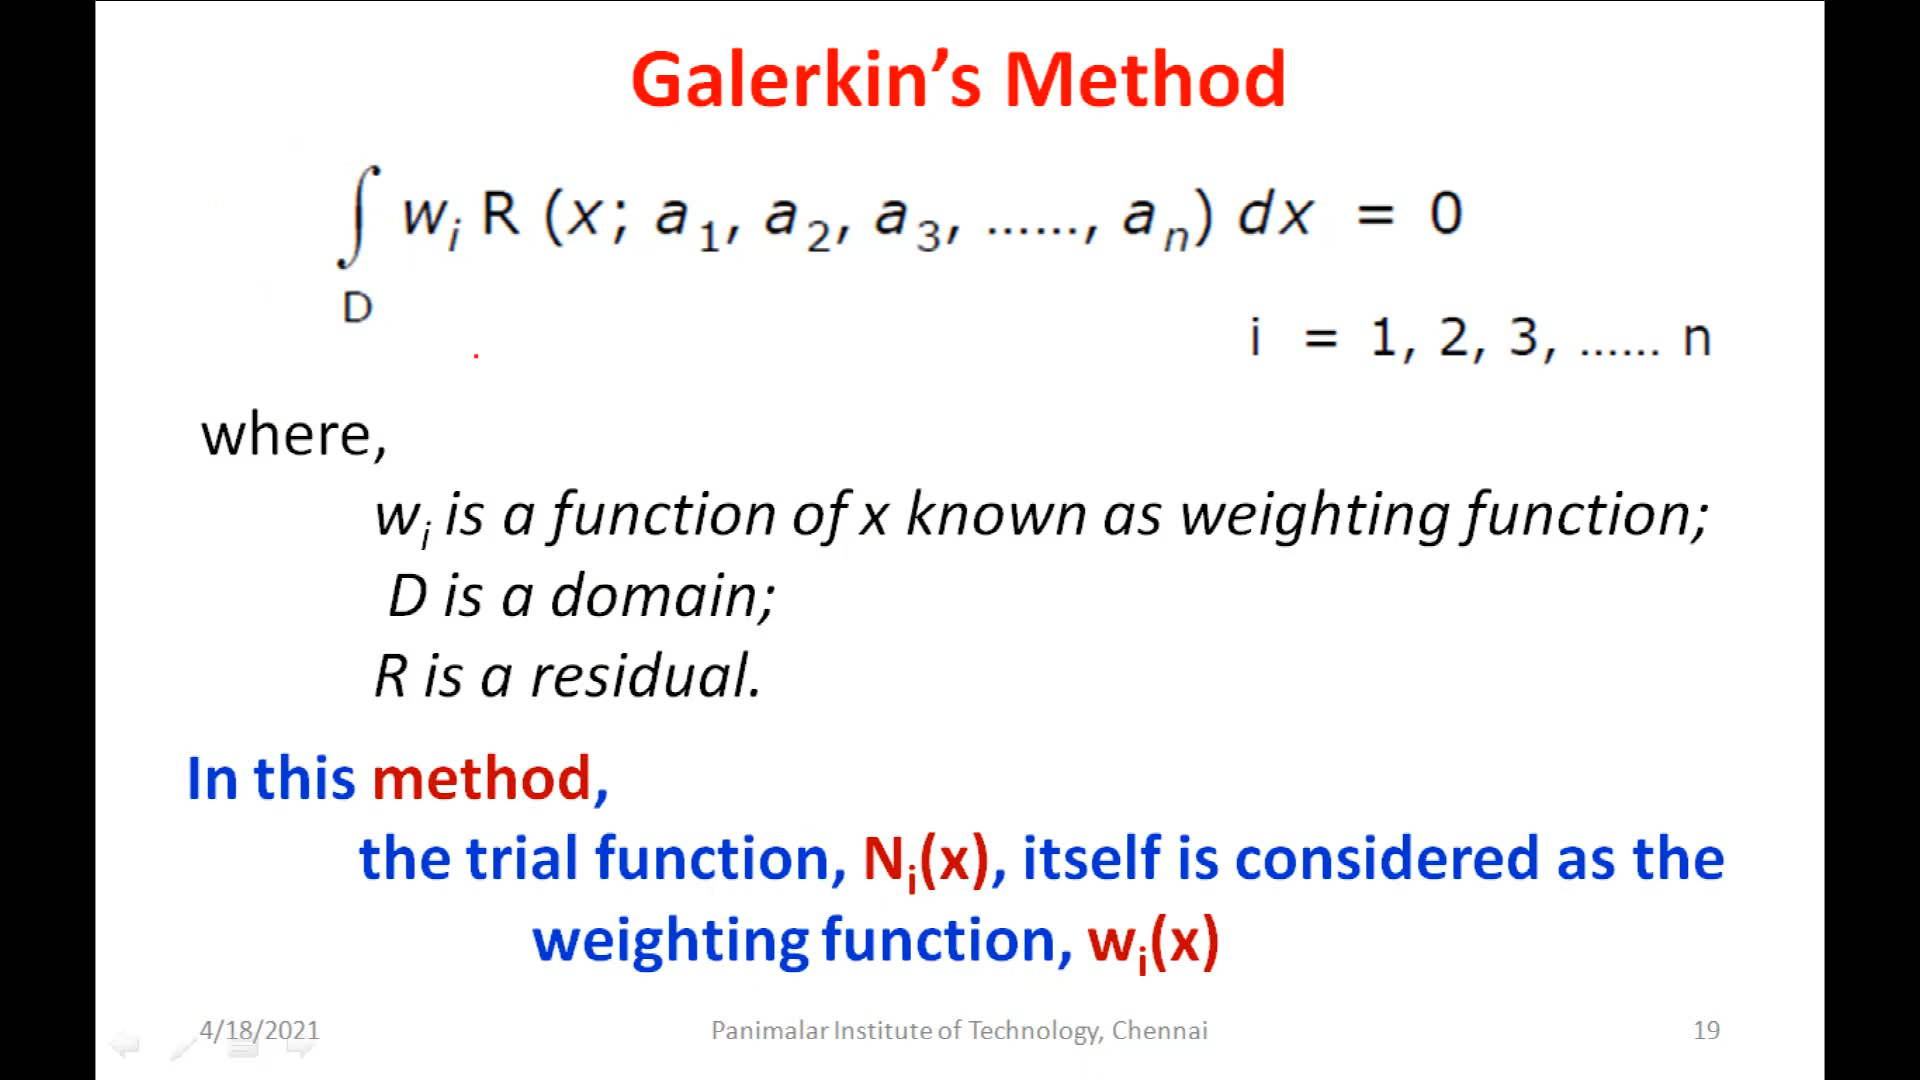 Galerkin’s Method
∫ wᵢ R (x; a₁, a₂, a₃, ......, aₙ) dx = 0
D
i = 1, 2, 3, ...... n
where,
wᵢ is a function of x known as weighting function;
D is a domain;
R is a residual.
In this method,
the trial function, Nᵢ(x), itself is considered as the
weighting function, wᵢ(x)
4/18/2021 Panimalar Institute of Technology, Chennai 19